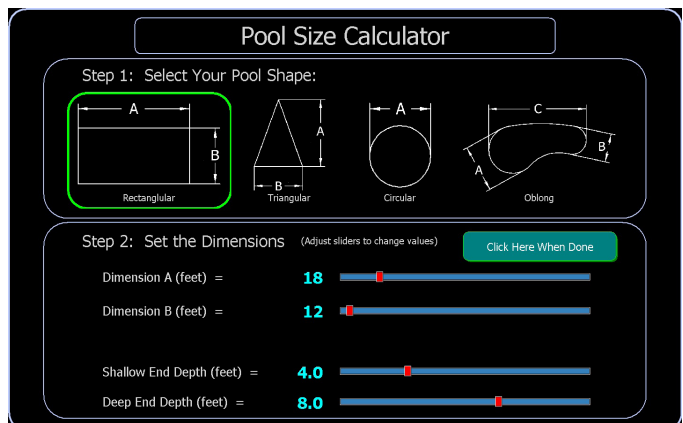 Pool Size Calculator
Step 1: Select Your Pool Shape:
A
B
Rectanglular
A
B
Triangular
A
Circular
C
B
A
Oblong
Step 2: Set the Dimensions (Adjust sliders to change values)
Click Here When Done
Dimension A (feet) = 18
Dimension B (feet) = 12
Shallow End Depth (feet) = 4.0
Deep End Depth (feet) = 8.0